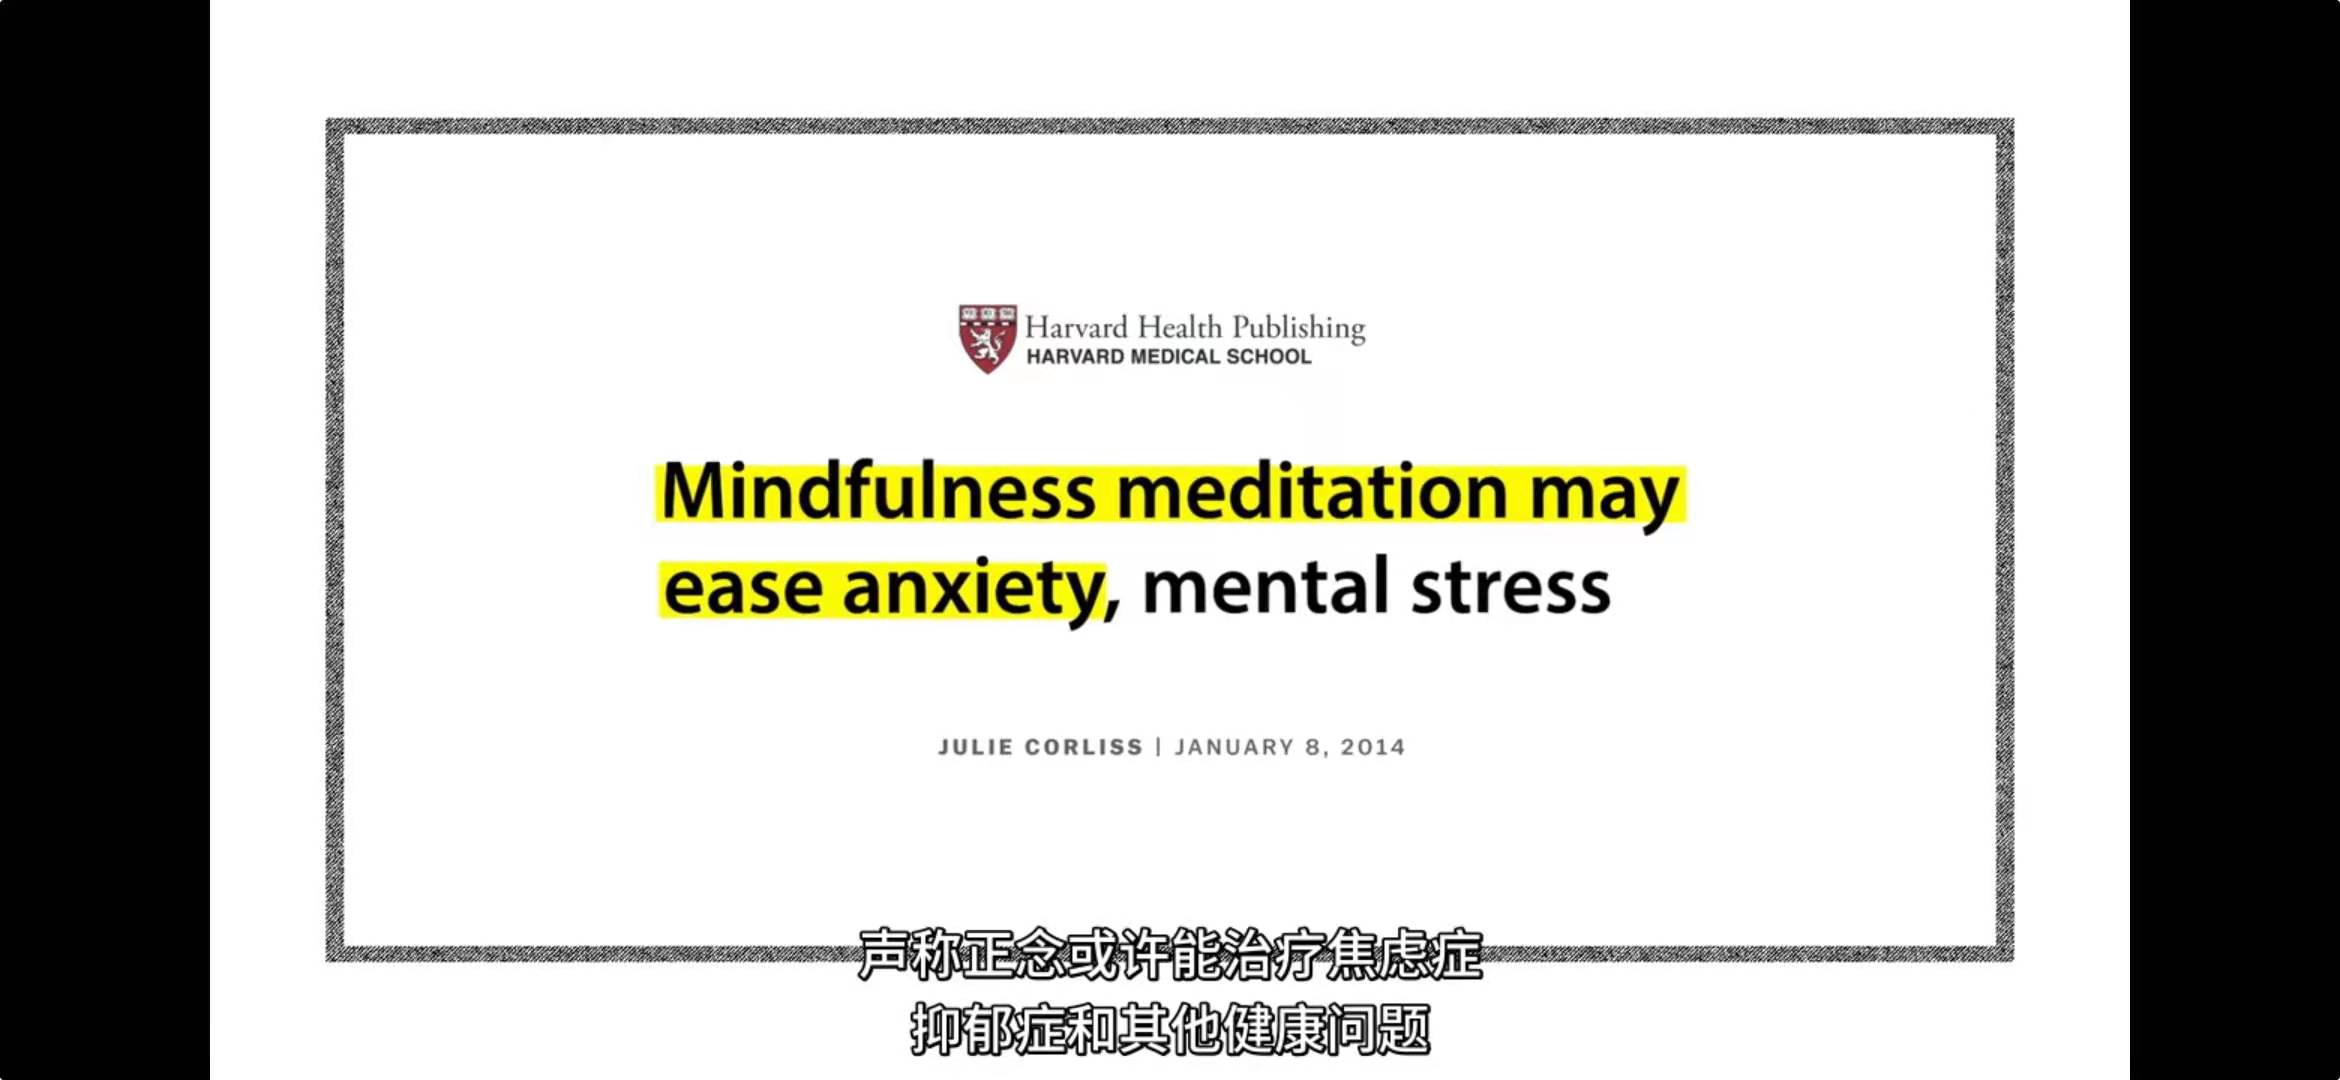 Harvard Health Publishing
HARVARD MEDICAL SCHOOL
Mindfulness meditation may
ease anxiety, mental stress
JULIE CORLISS | JANUARY 8, 2014
声称正念或许能治疗焦虑症
抑郁症和其他健康问题